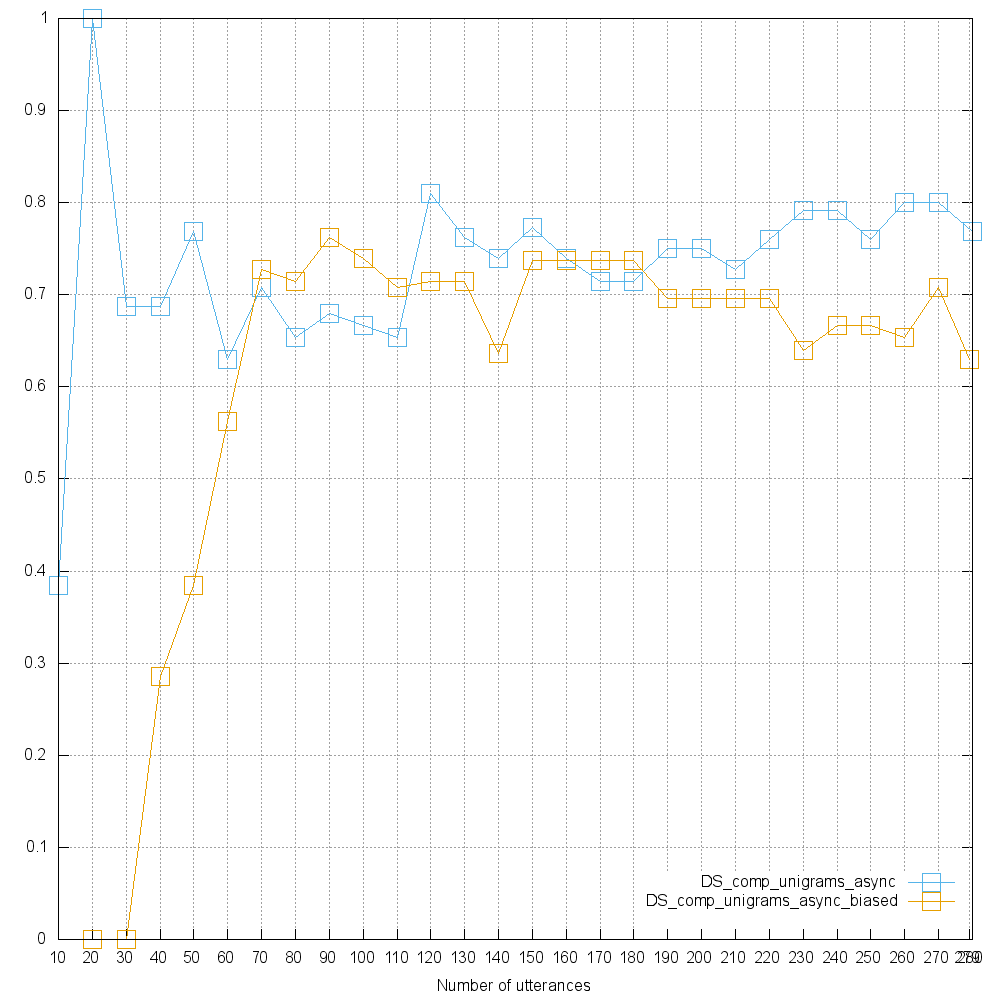 1
0.9
0.8
0.7
0.6
0.5
0.4
0.3
0.2
0.1
0
DS_comp_unigrams_async
DS_comp_unigrams_async_biased
10 20 30 40 50 60 70 80 90 100 110 120 130 140 150 160 170 180 190 200 210 220 230 240 250 260 270 279 280
Number of utterances